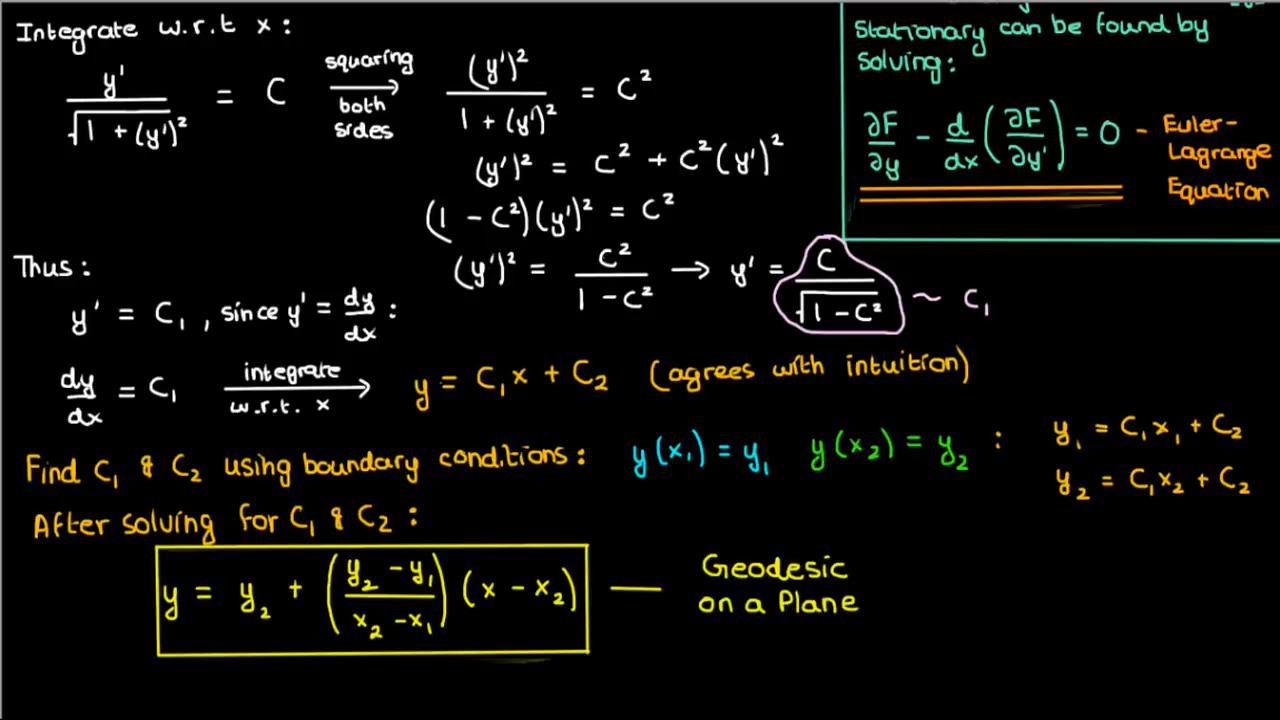 Integrate w.r.t x:
y' / √(1 + (y')²) = C squaring both sides → (y')² / (1 + (y')²) = C²
(y')² = C² + C²(y')²
(1 - C²)(y')² = C²
(y')² = C² / (1 - C²) → y' = C / √(1 - C²) ~ C₁
Thus:
y' = C₁, since y' = dy/dx:
dy/dx = C₁ integrate w.r.t. x → y = C₁x + C₂ (agrees with intuition)
Find C₁ & C₂ using boundary conditions: y(x₁) = y₁ y(x₂) = y₂ :
y₁ = C₁x₁ + C₂
y₂ = C₁x₂ + C₂
After solving for C₁ & C₂:
y = y₂ + ((y₂ - y₁) / (x₂ - x₁)) (x - x₂) — Geodesic
on a Plane
Stationary can be found by
solving:
∂F/∂y - d/dx (∂F/∂y') = 0 - Euler-
Lagrange
Equation